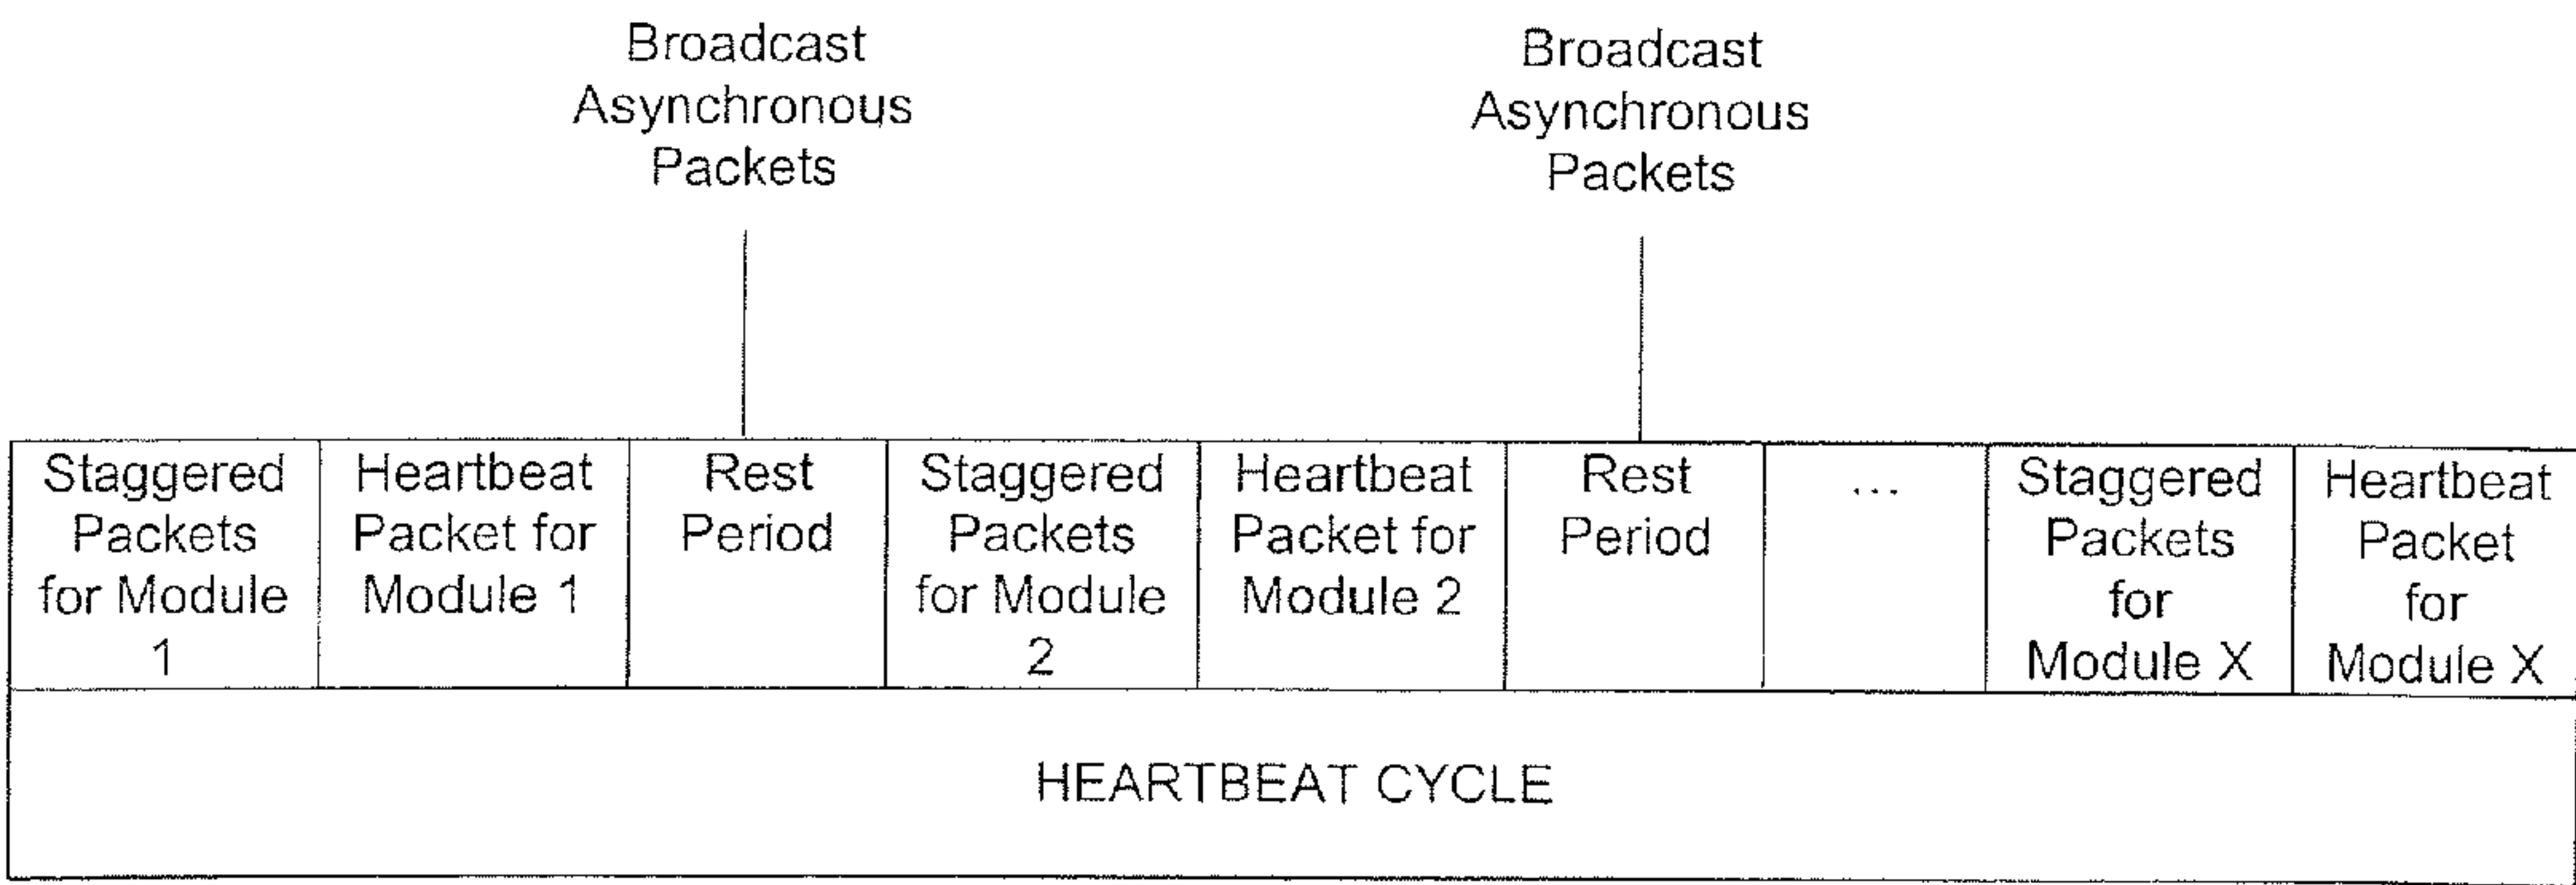 Broadcast
Asynchronous
Packets
Broadcast
Asynchronous
Packets
Staggered
Packets
for Module
1
Heartbeat
Packet for
Module 1
Rest
Period
Staggered
Packets
for Module
2
Heartbeat
Packet for
Module 2
Rest
Period
...
Staggered
Packets
for
Module X
Heartbeat
Packet
for
Module X
HEARTBEAT CYCLE